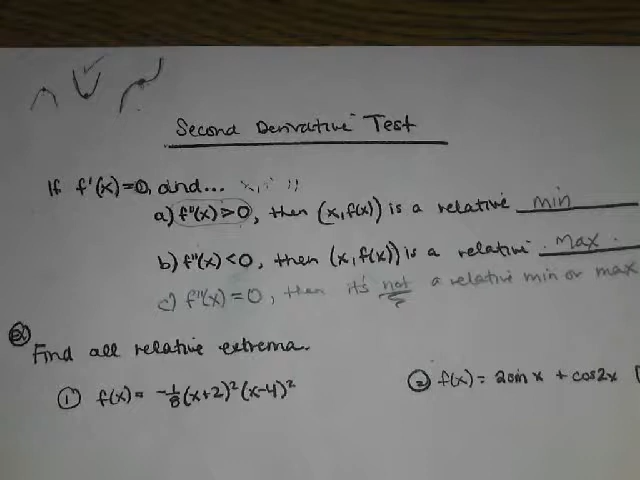 Second Derivative Test
If f'(x)=0, and...
a) f"(x) > 0, then (x, f(x)) is a relative min
b) f"(x) < 0, then (x, f(x)) is a relative max.
c) f"(x) = 0, then it's not a relative min or max
Ex
Find all relative extrema.
① f(x) = -1/8 (x+2)² (x-4)²
② f(x) = 2sin x + cos2x